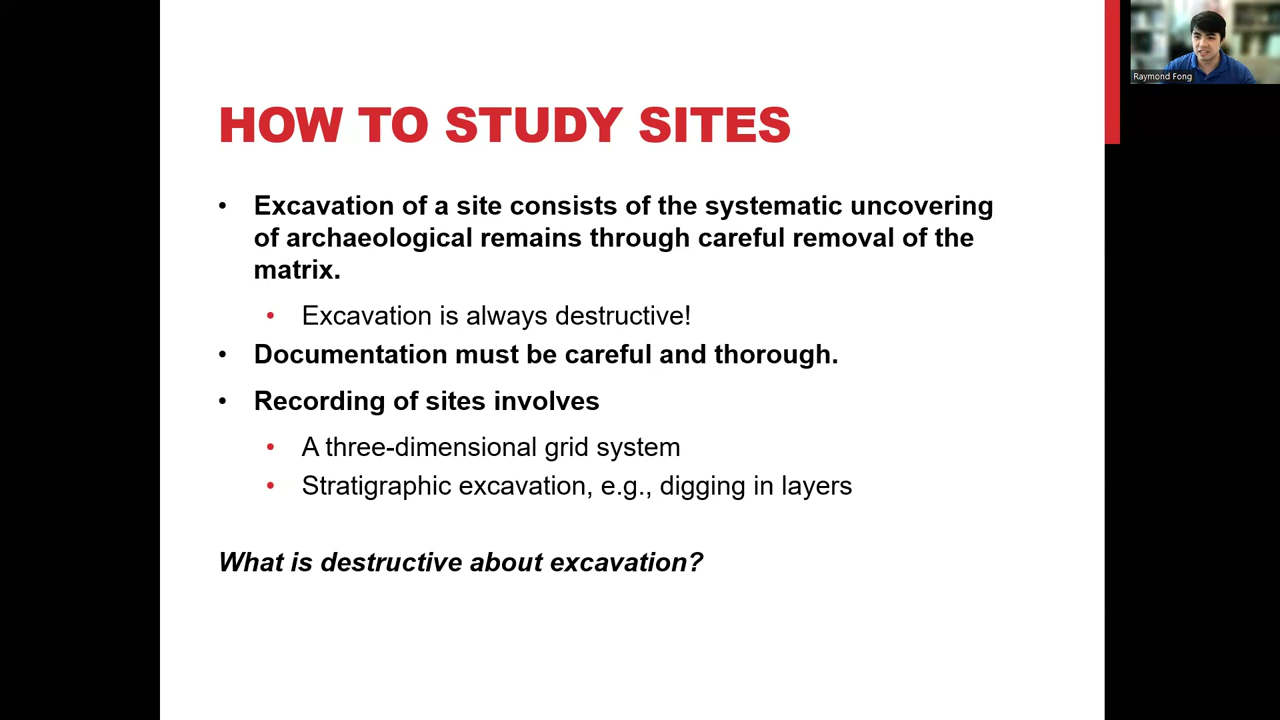 HOW TO STUDY SITES
• Excavation of a site consists of the systematic uncovering
of archaeological remains through careful removal of the
matrix.
• Excavation is always destructive!
• Documentation must be careful and thorough.
• Recording of sites involves
• A three-dimensional grid system
• Stratigraphic excavation, e.g., digging in layers
What is destructive about excavation?
Raymond Fong